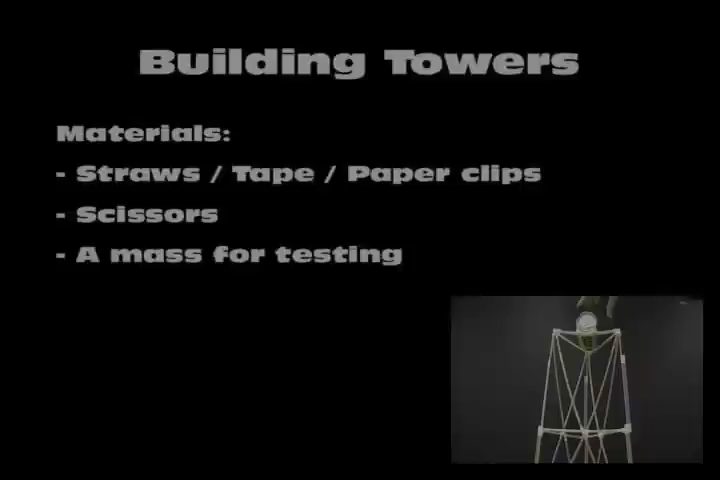 Building Towers
Materials:
- Straws / Tape / Paper clips
- Scissors
- A mass for testing